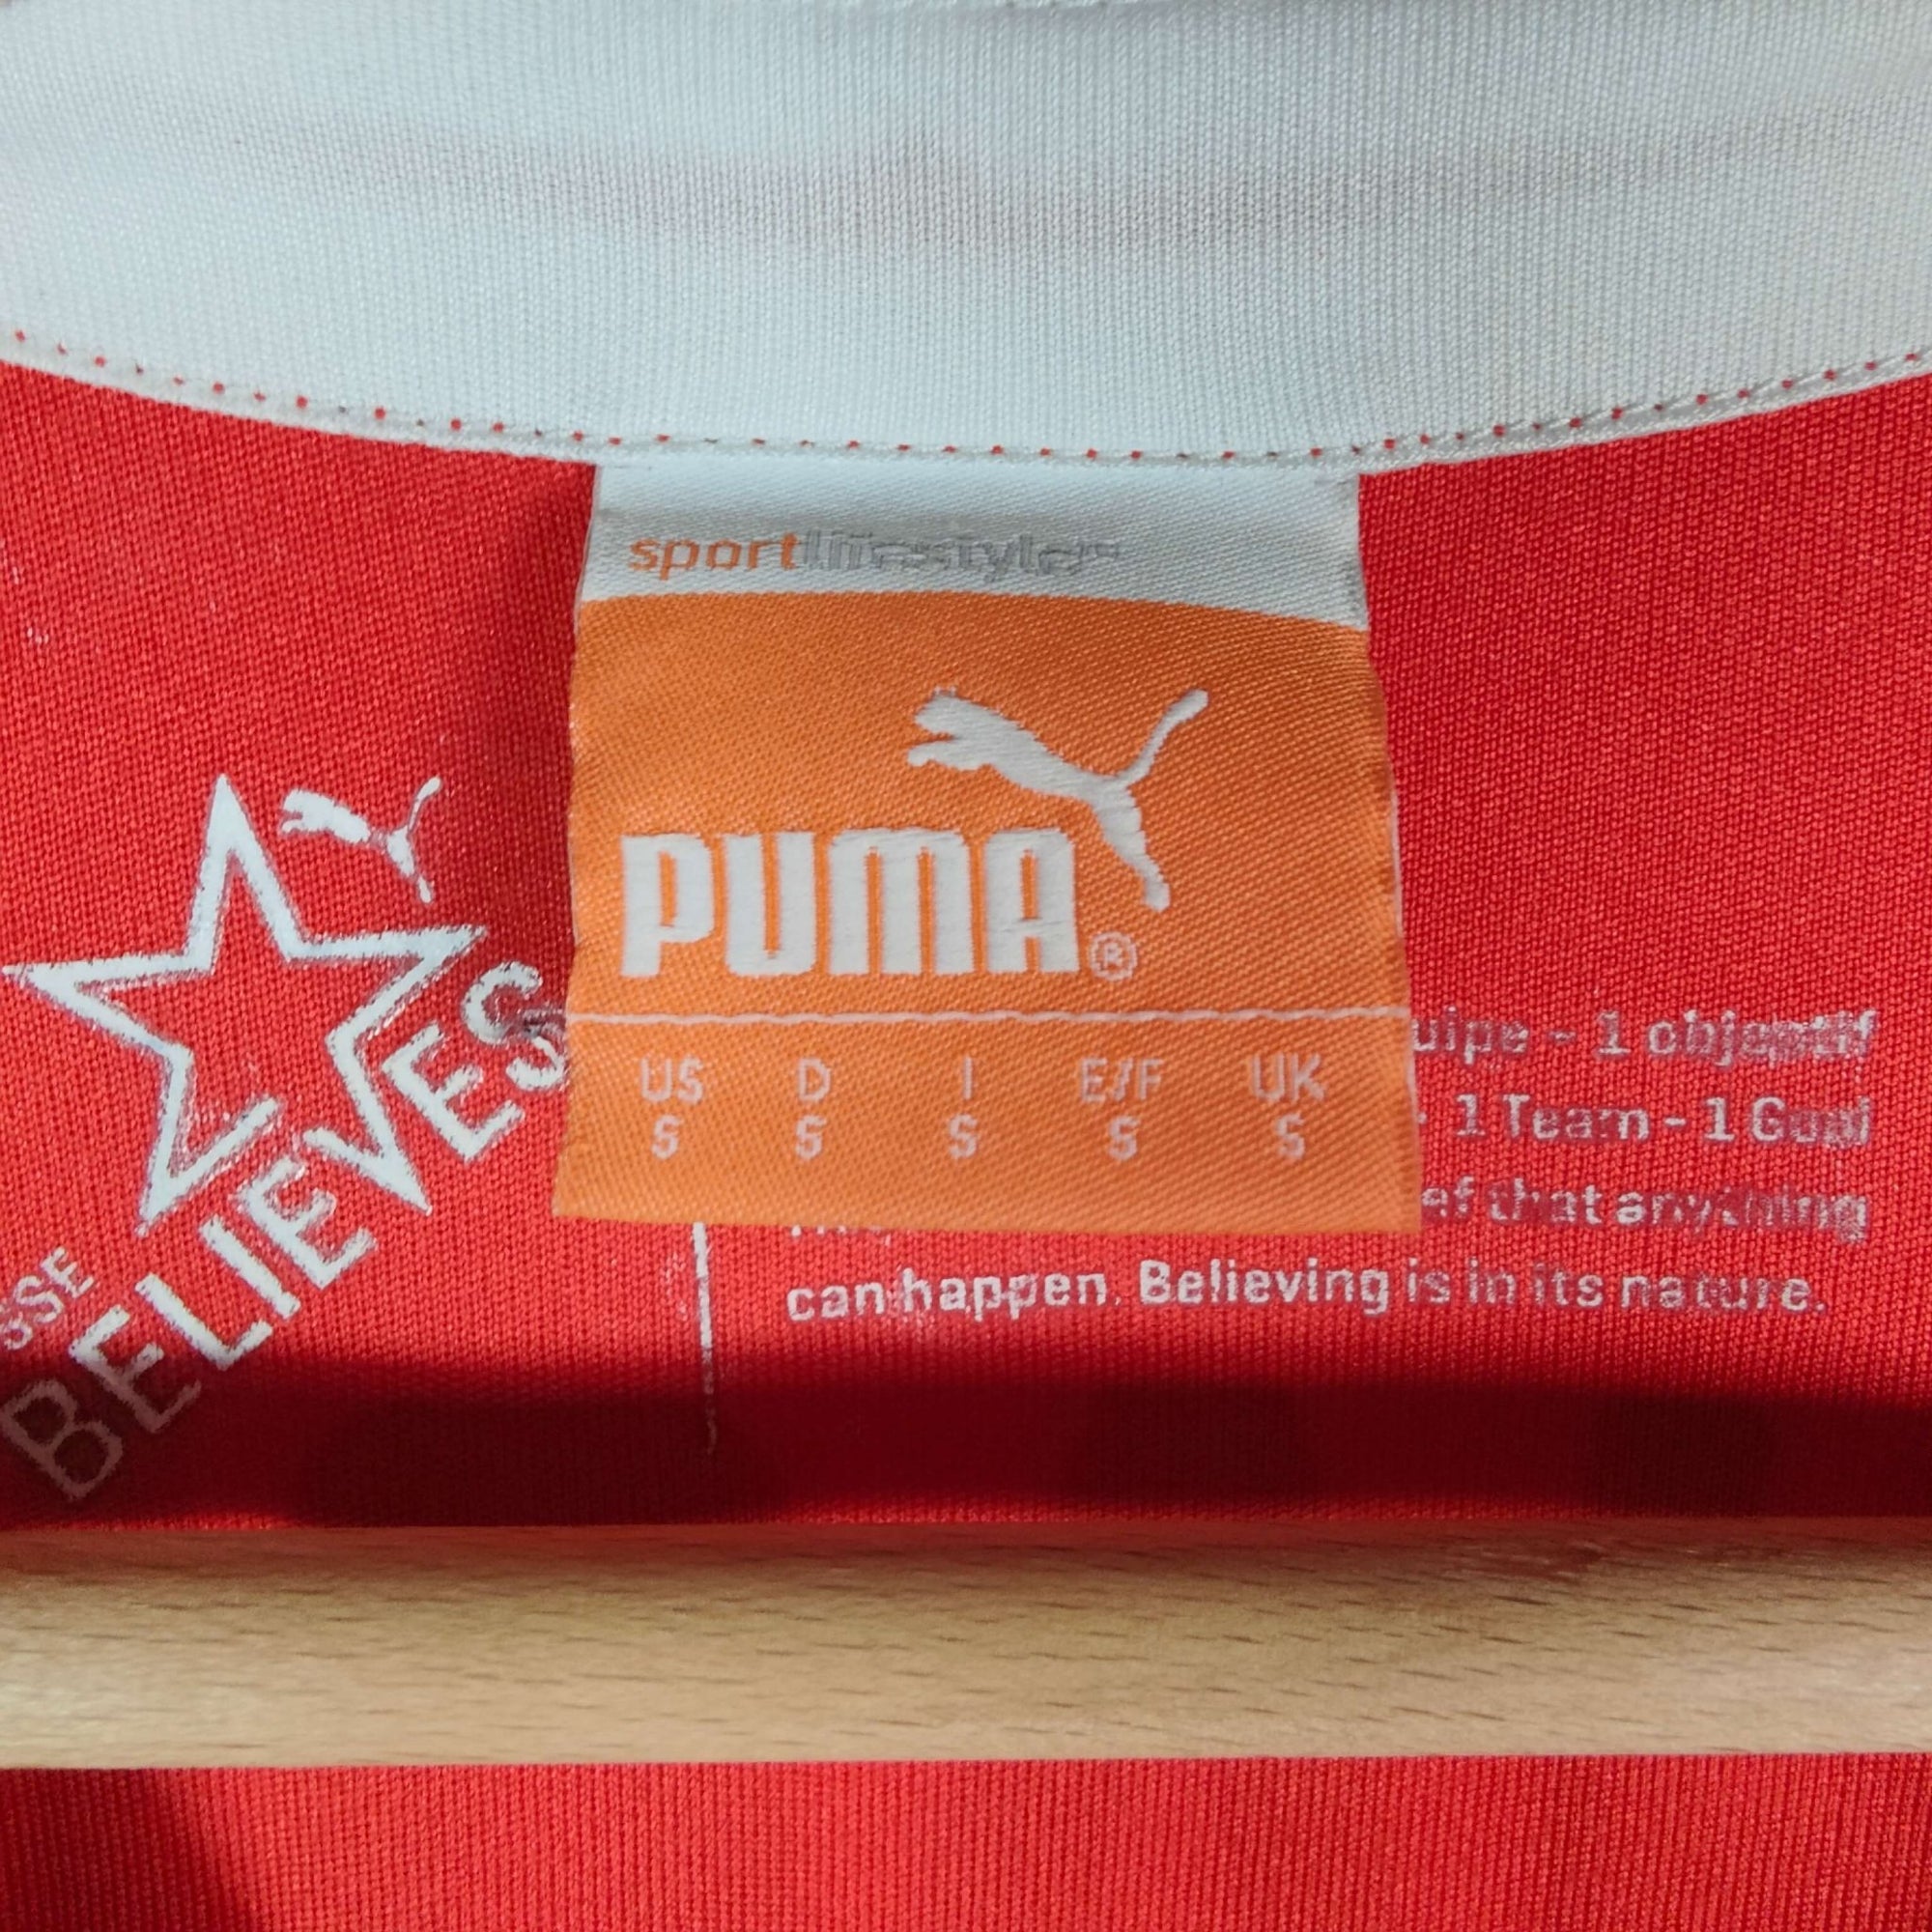 sportlifestyle™
PUMA®
US D I E/F UK
S S S S S
BELIEVES
uipe - 1 objectif
- 1 Team - 1 Goal
ef that anything
can happen. Believing is in its nature.